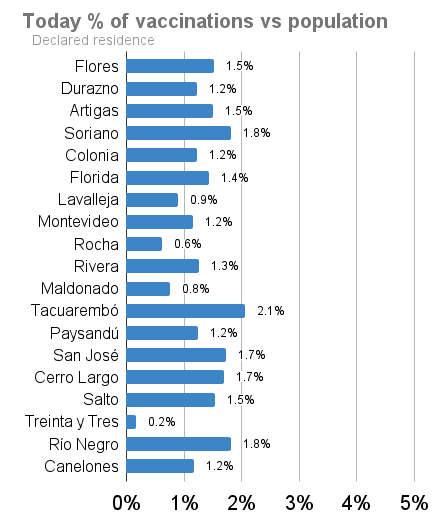 Today % of vaccinations vs population
Declared residence
Flores 1.5%
Durazno 1.2%
Artigas 1.5%
Soriano 1.8%
Colonia 1.2%
Florida 1.4%
Lavalleja 0.9%
Montevideo 1.2%
Rocha 0.6%
Rivera 1.3%
Maldonado 0.8%
Tacuarembó 2.1%
Paysandú 1.2%
San José 1.7%
Cerro Largo 1.7%
Salto 1.5%
Treinta y Tres 0.2%
Río Negro 1.8%
Canelones 1.2%
0% 1% 2% 3% 4% 5%